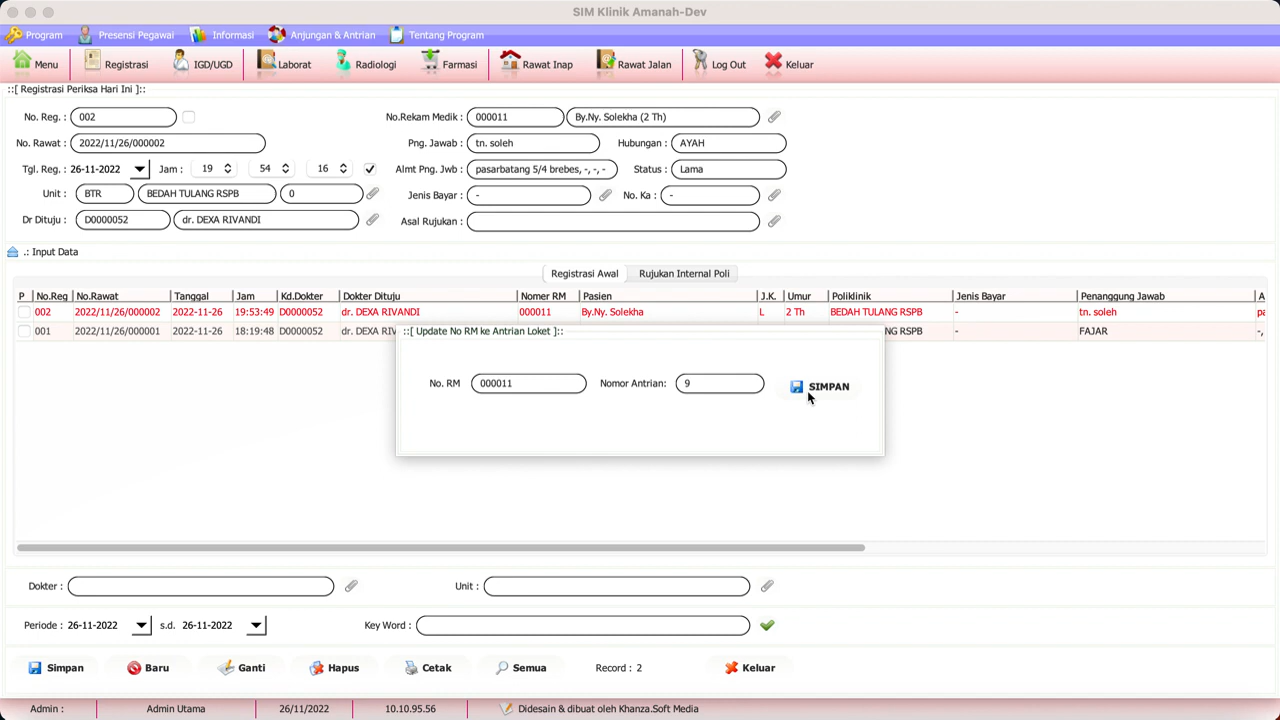 SIM Klinik Amanah-Dev
Program Presensi Pegawai Informasi Anjungan & Antrian Tentang Program
Menu Registrasi IGD/UGD Laborat Radiologi Farmasi Rawat Inap Rawat Jalan Log Out Keluar
::[ Registrasi Periksa Hari Ini ]::
No. Reg. : 002 No.Rekam Medik : 000011 By.Ny. Solekha (2 Th)
No. Rawat : 2022/11/26/000002 Png. Jawab : tn. soleh Hubungan : AYAH
Tgl. Reg. : 26-11-2022 Jam : 19 54 16 Almt Png. Jwb : pasarbatang 5/4 brebes, -, -, - Status : Lama
Unit : BTR BEDAH TULANG RSPB 0 Jenis Bayar : - No. Ka : -
Dr Dituju : D0000052 dr. DEXA RIVANDI Asal Rujukan :
.: Input Data
Registrasi Awal Rujukan Internal Poli
P No.Reg No.Rawat Tanggal Jam Kd.Dokter Dokter Dituju Nomer RM Pasien J.K. Umur Poliklinik Jenis Bayar Penanggung Jawab A
002 2022/11/26/000002 2022-11-26 19:53:49 D0000052 dr. DEXA RIVANDI 000011 By.Ny. Solekha L 2 Th BEDAH TULANG RSPB - tn. soleh pa
001 2022/11/26/000001 2022-11-26 18:19:48 D0000052 dr. DEXA RIV NG RSPB - FAJAR -,
::[ Update No RM ke Antrian Loket ]::
No. RM 000011 Nomor Antrian: 9 SIMPAN
Dokter : Unit :
Periode : 26-11-2022 s.d. 26-11-2022 Key Word :
Simpan Baru Ganti Hapus Cetak Semua Record : 2 Keluar
Admin : Admin Utama 26/11/2022 10.10.95.56 Didesain & dibuat oleh Khanza.Soft Media